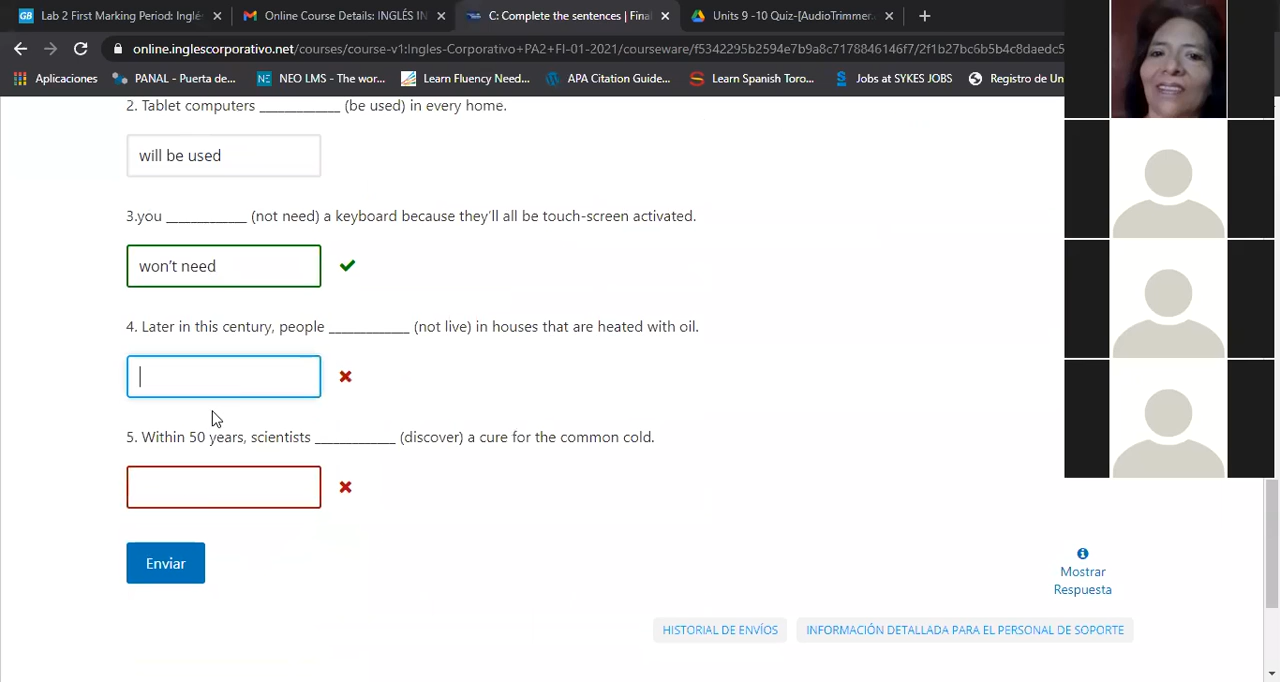 Lab 2 First Marking Period: Inglé
Online Course Details: INGLÉS IN
C: Complete the sentences | Final
Units 9 -10 Quiz-[AudioTrimmer.
online.inglescorporativo.net/courses/course-v1:Ingles-Corporativo+PA2+FI-01-2021/courseware/f5342295b2594e7b9a8c7178846146f7/2f1b27bc6b5b4c8daedc5
Aplicaciones
PANAL - Puerta de...
NEO LMS - The wor...
Learn Fluency Need...
APA Citation Guide...
Learn Spanish Toro...
Jobs at SYKES JOBS
Registro de Un
2. Tablet computers ____________ (be used) in every home.
will be used
3.you ____________ (not need) a keyboard because they'll all be touch-screen activated.
won't need
4. Later in this century, people ____________ (not live) in houses that are heated with oil.
5. Within 50 years, scientists ____________ (discover) a cure for the common cold.
Enviar
Mostrar
Respuesta
HISTORIAL DE ENVÍOS
INFORMACIÓN DETALLADA PARA EL PERSONAL DE SOPORTE